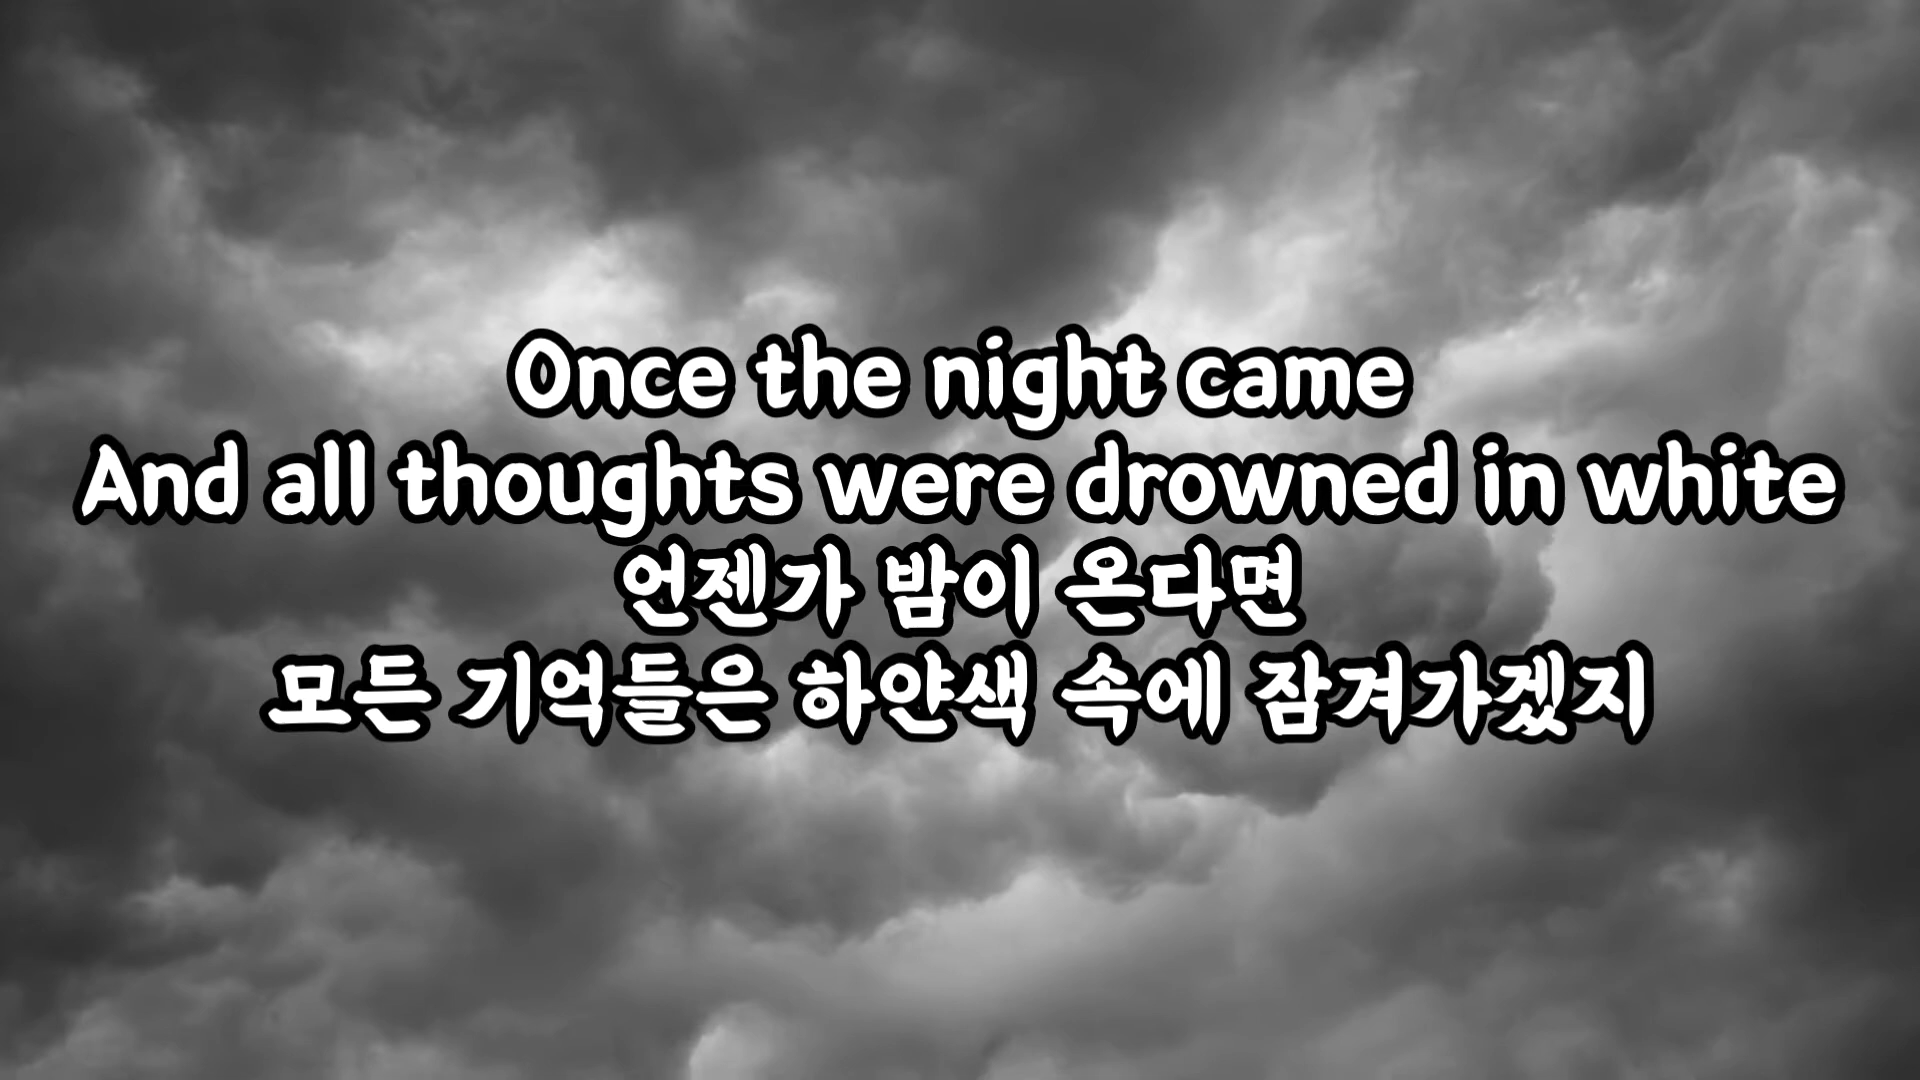 Once the night came
And all thoughts were drowned in white
언젠가 밤이 온다면
모든 기억들은 하얀색 속에 잠겨가겠지